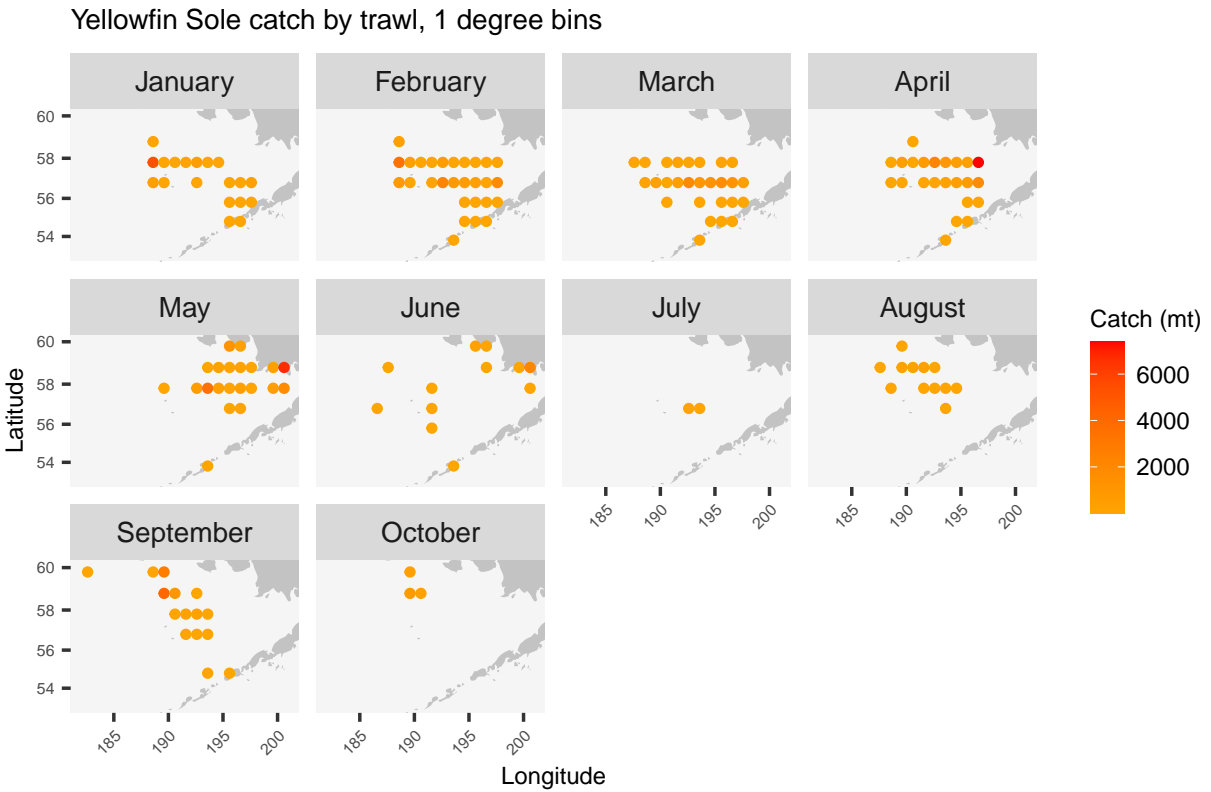 Yellowfin Sole catch by trawl, 1 degree bins
January February March April
60
58
56
54
May June July August
60
58
56
54
185 190 195 200 185 190 195 200
September October
60
58
56
54
185 190 195 200 185 190 195 200
Latitude
Longitude
Catch (mt)
6000
4000
2000